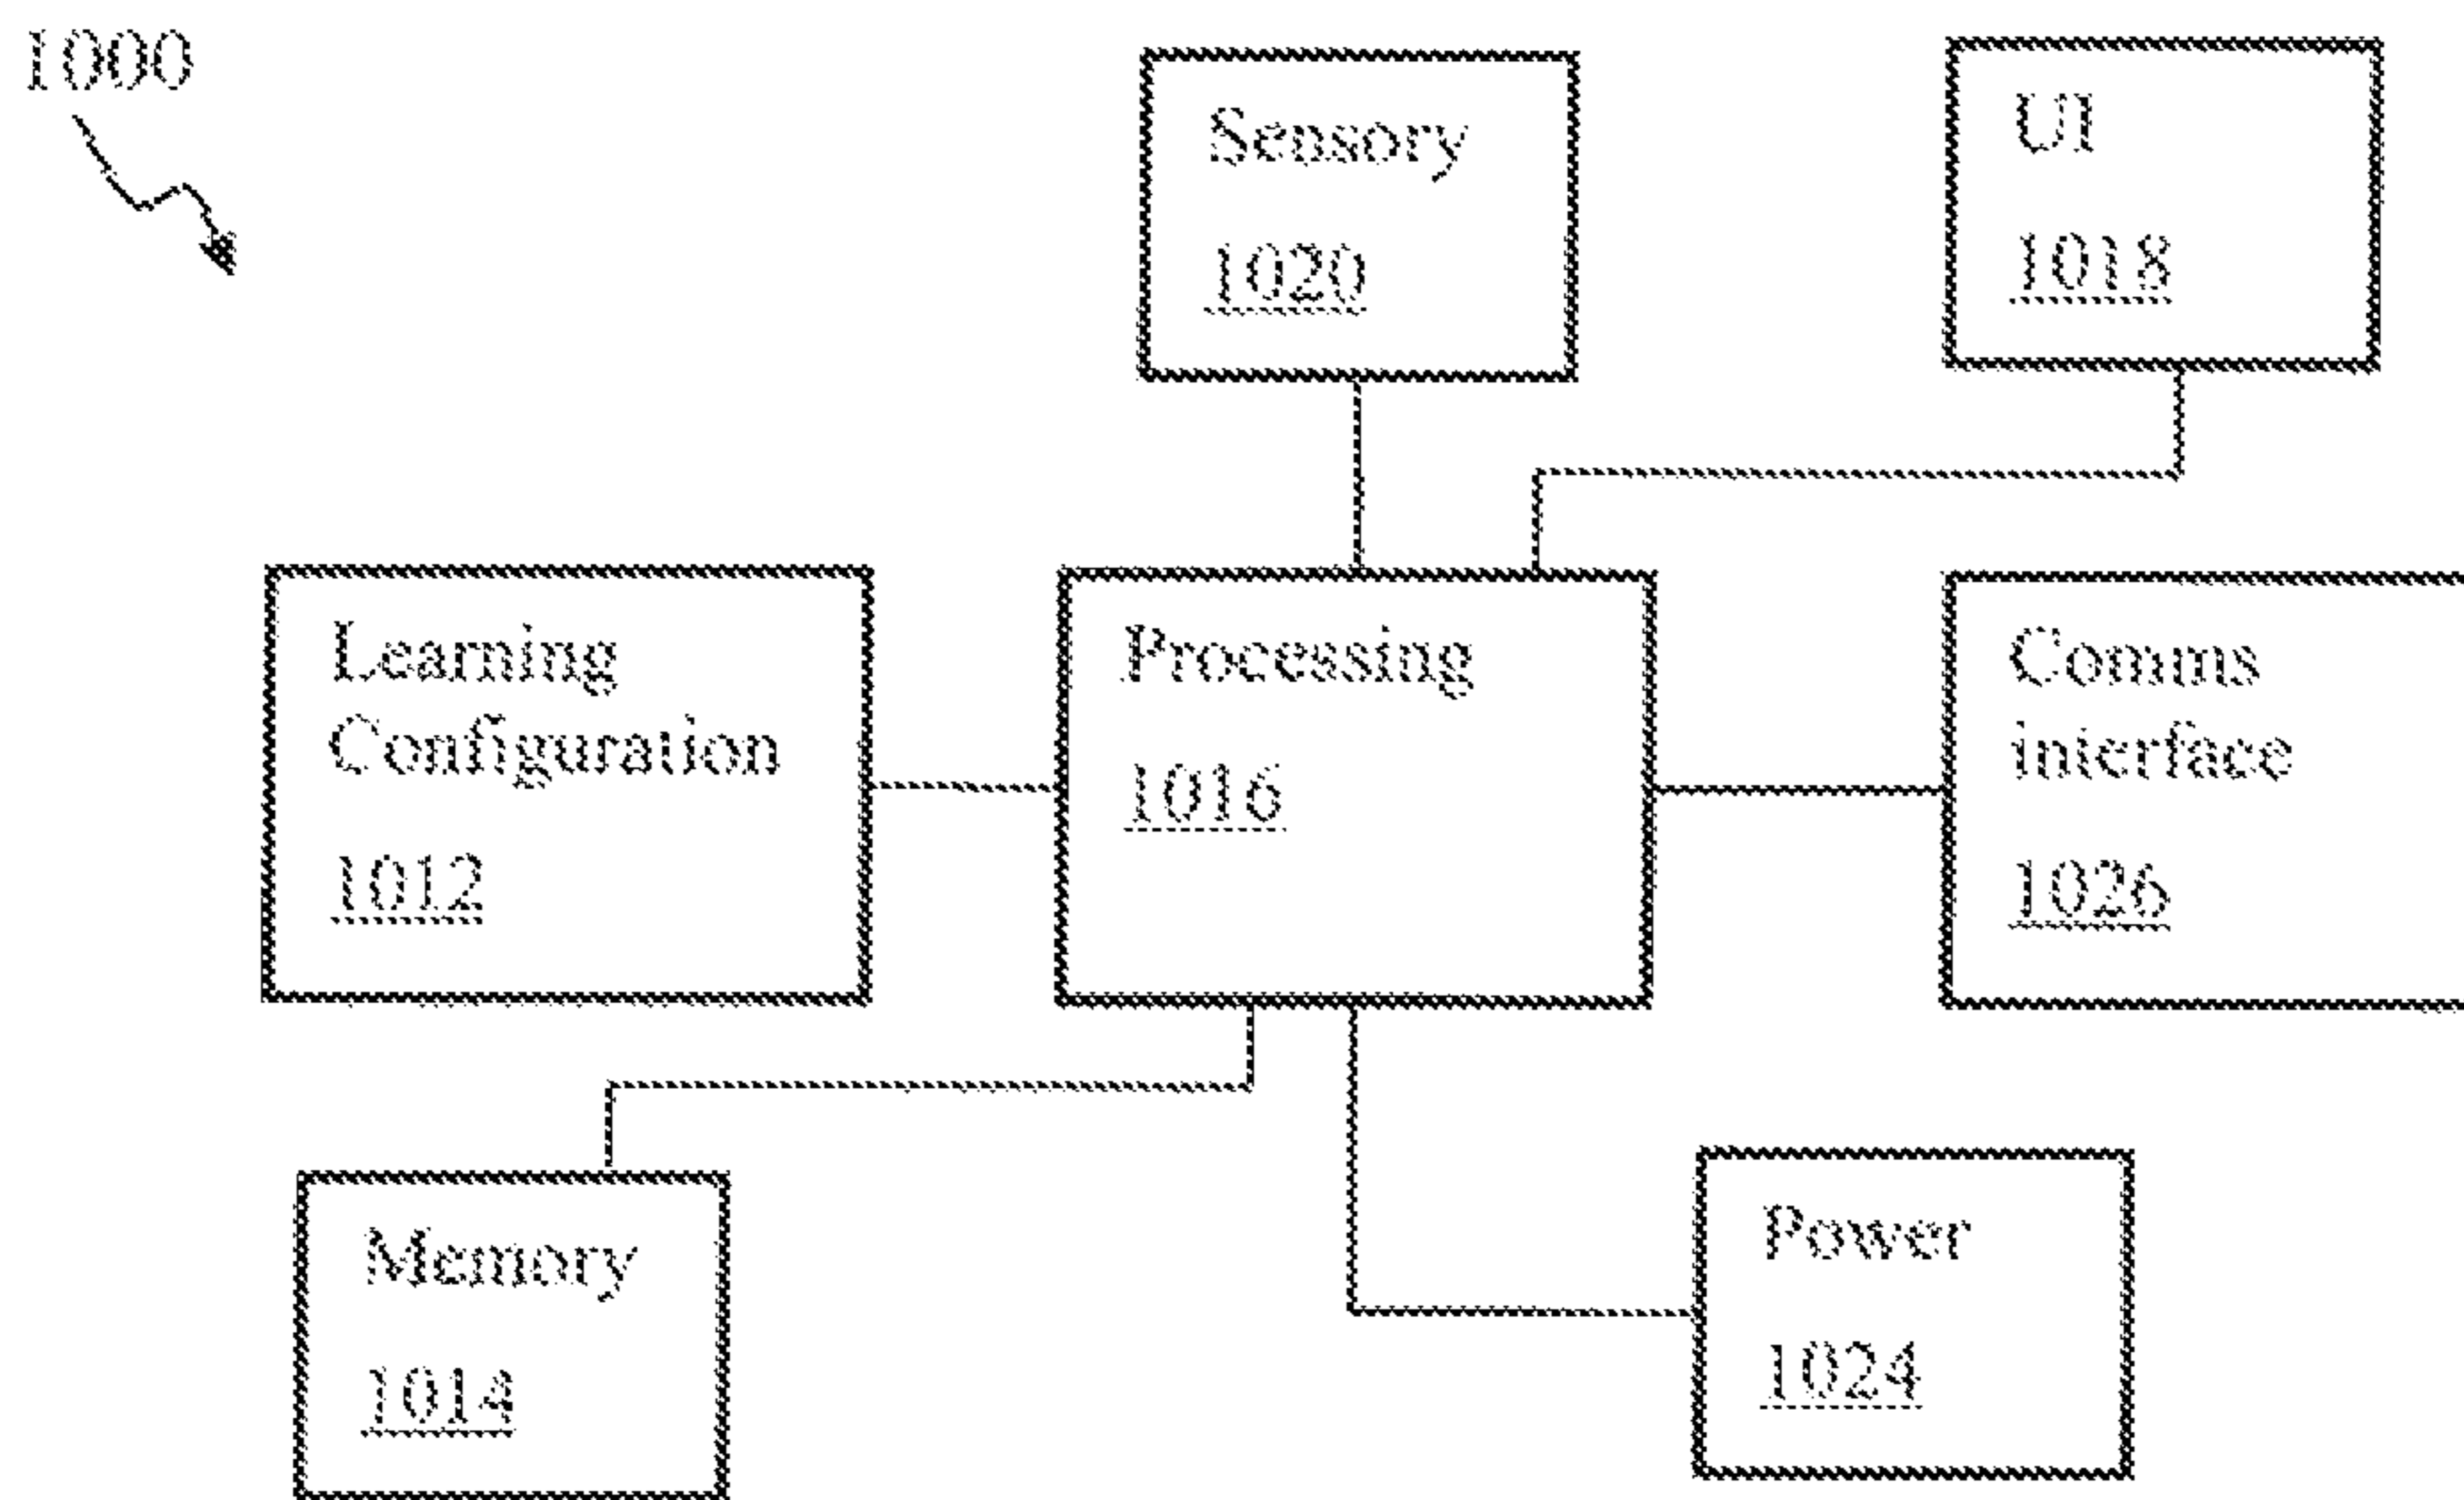 1000
Sensory
1020
UI
1018
Learning
Configuration
1012
Processing
1016
Comms
interface
1026
Memory
1014
Power
1024